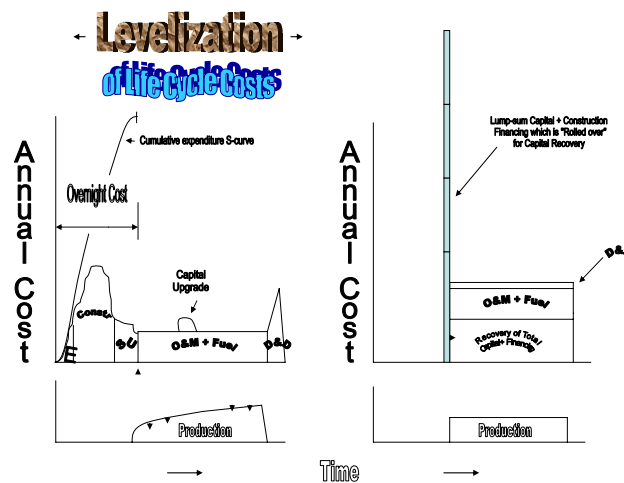 Levelization
of Life Cycle Costs
Annual Cost
Cumulative expenditure S-curve
Overnight Cost
Capital
Upgrade
E
Const
SU
O&M + Fuel
D&D
Production
Annual Cost
Lump-sum Capital + Construction
Financing which is "Rolled over"
for Capital Recovery
D&
O&M + Fuel
Recovery of Total
Capital+ Financing
Production
Time